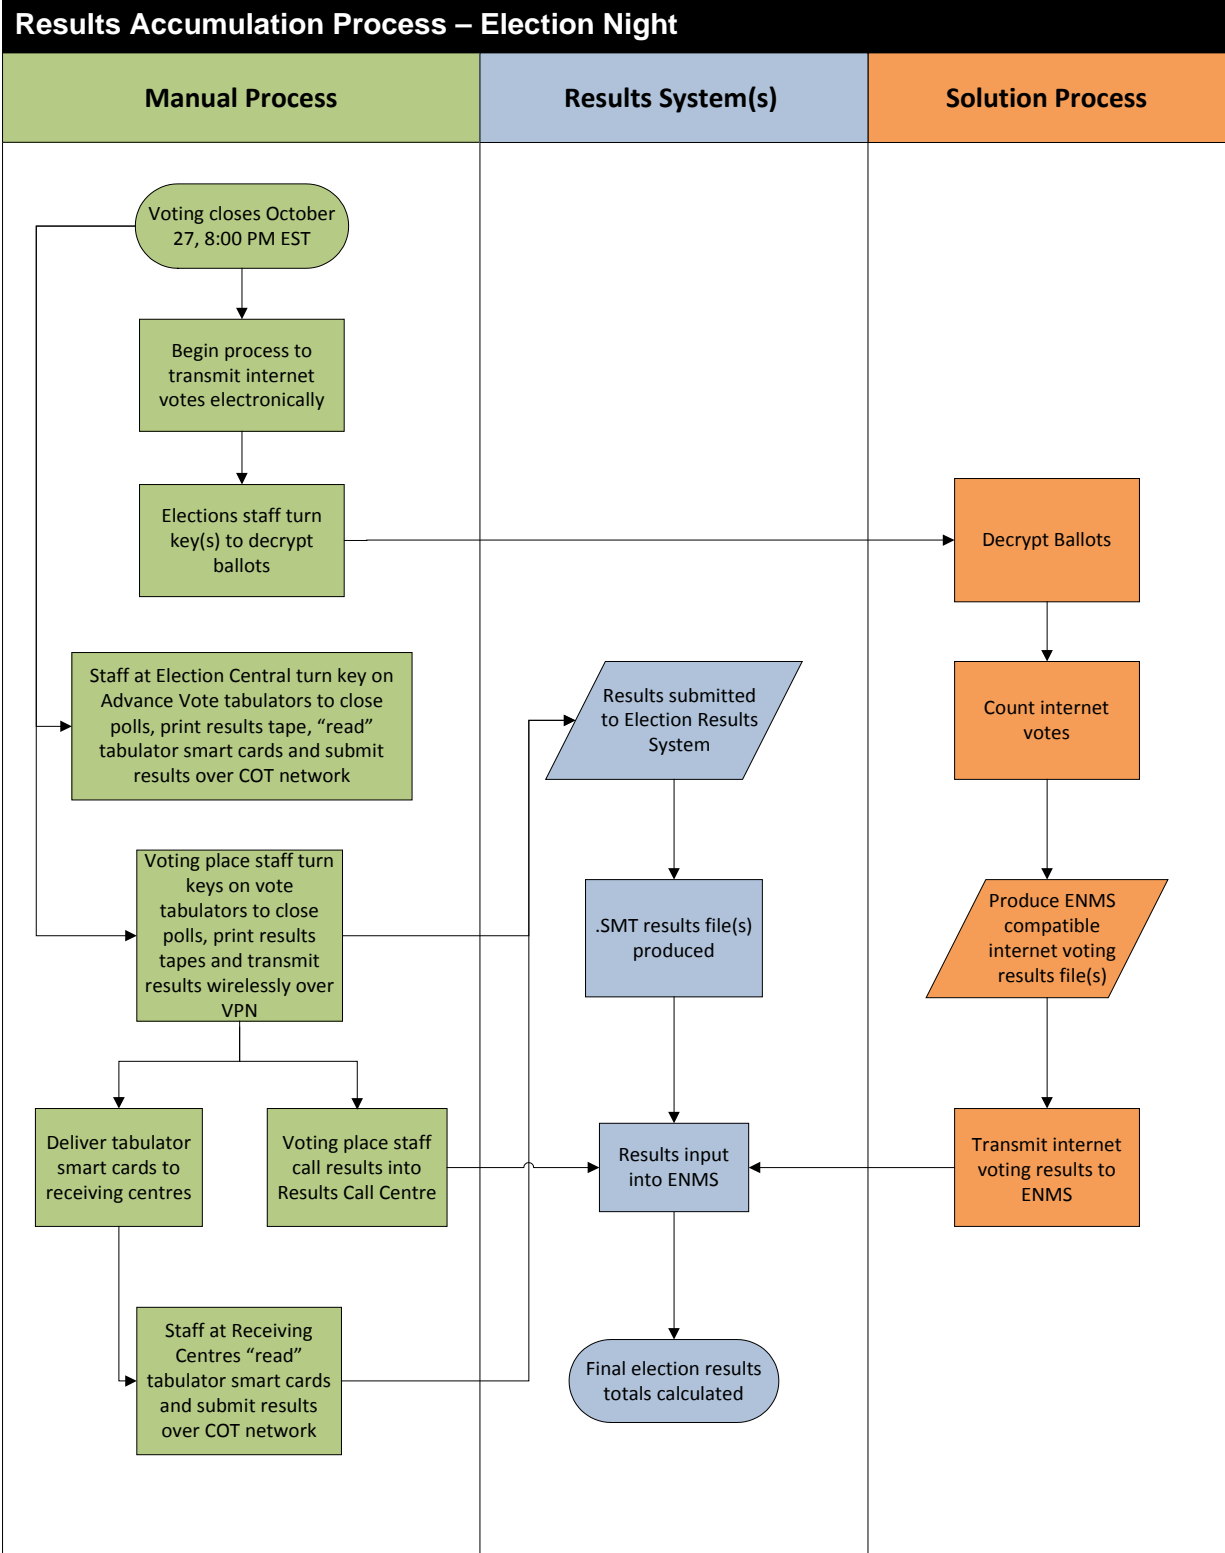 Results Accumulation Process – Election Night
Manual Process
Results System(s)
Solution Process
Voting closes October
27, 8:00 PM EST
Begin process to
transmit internet
votes electronically
Elections staff turn
key(s) to decrypt
ballots
Decrypt Ballots
Staff at Election Central turn key on
Advance Vote tabulators to close
polls, print results tape, “read”
tabulator smart cards and submit
results over COT network
Results submitted
to Election Results
System
Count internet
votes
Voting place staff turn
keys on vote
tabulators to close
polls, print results
tapes and transmit
results wirelessly over
VPN
.SMT results file(s)
produced
Produce ENMS
compatible
internet voting
results file(s)
Deliver tabulator
smart cards to
receiving centres
Voting place staff
call results into
Results Call Centre
Results input
into ENMS
Transmit internet
voting results to
ENMS
Staff at Receiving
Centres “read”
tabulator smart cards
and submit results
over COT network
Final election results
totals calculated